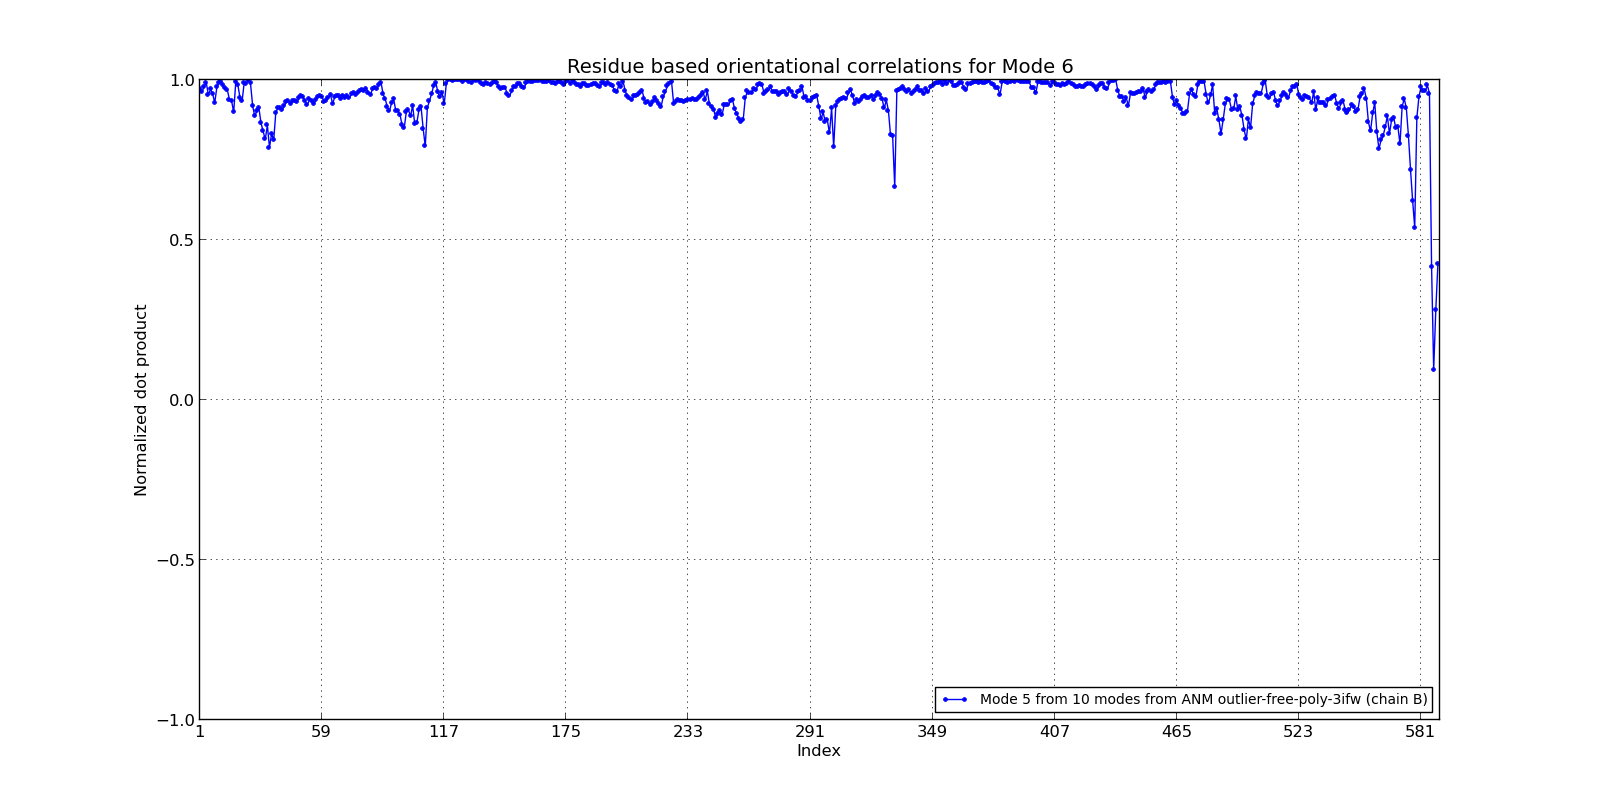 Residue based orientational correlations for Mode 6
1.0
0.5
0.0
−0.5
−1.0
Normalized dot product
1 59 117 175 233 291 349 407 465 523 581
Index
Mode 5 from 10 modes from ANM outlier-free-poly-3ifw (chain B)